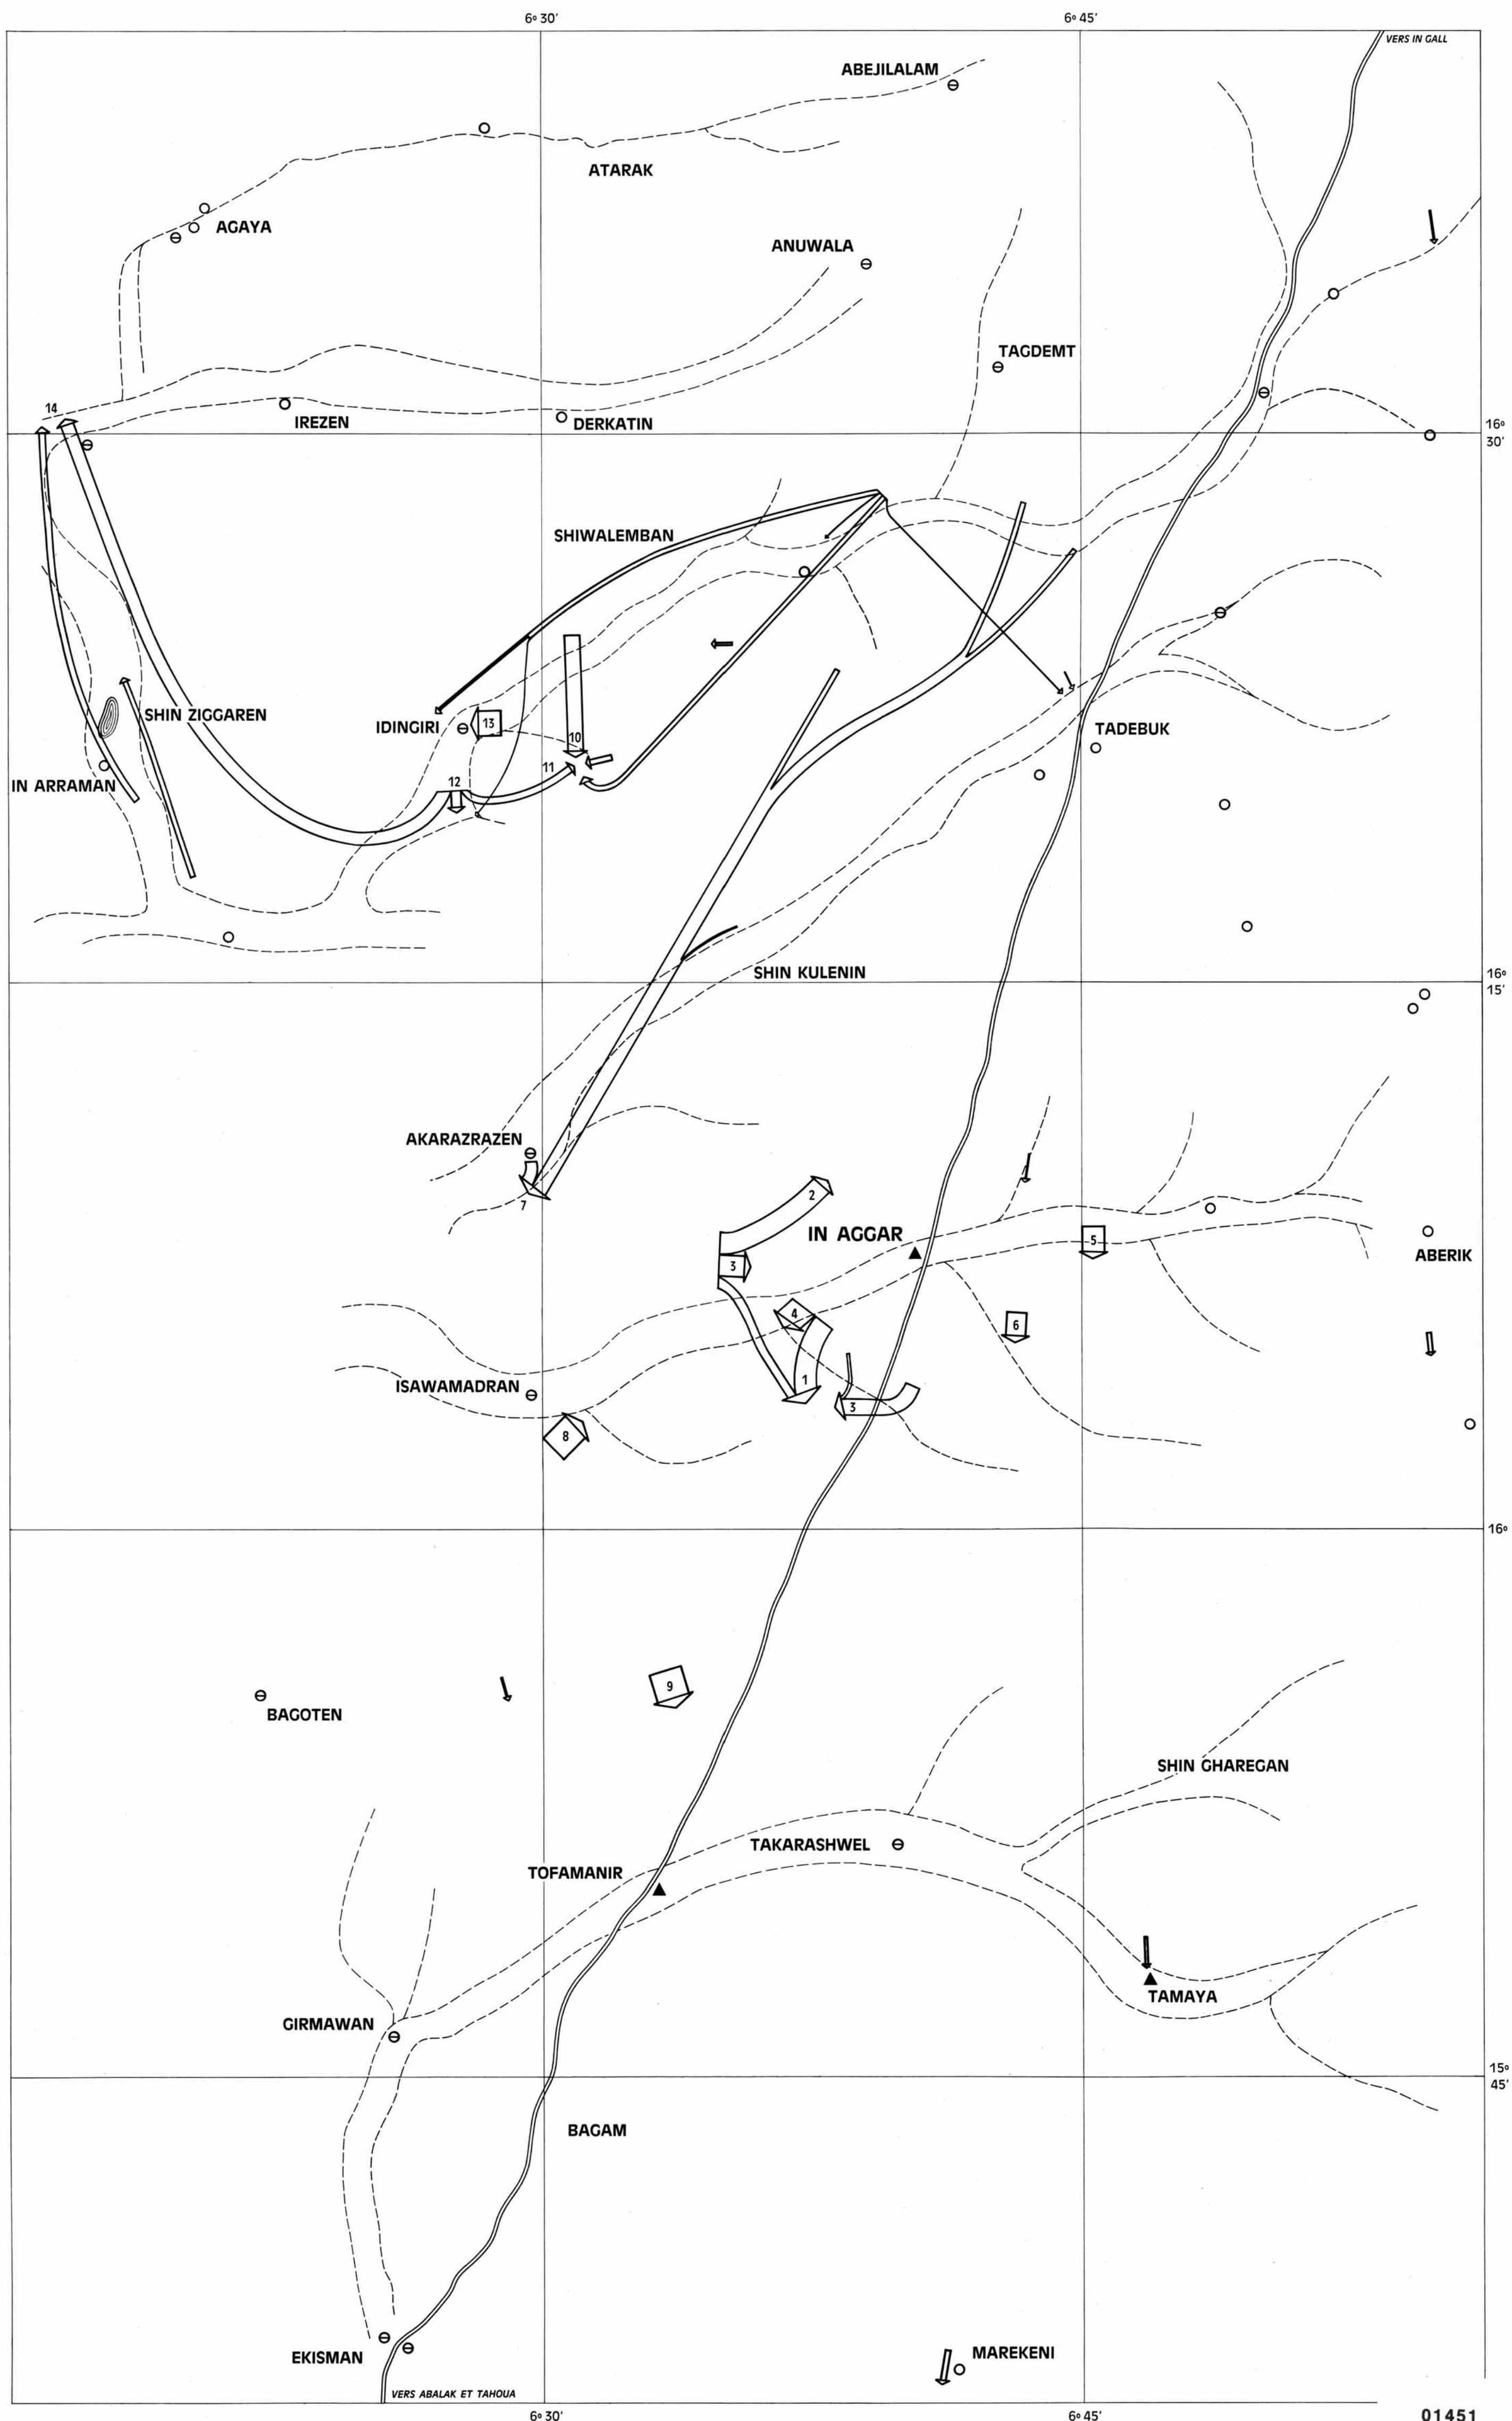 6° 30'
6° 45'
VERS IN GALL
ABEJILALAM
ATARAK
AGAYA
ANUWALA
TAGDEMT
14
IREZEN
DERKATIN
16°
30'
SHIWALEMBAN
SHIN ZIGGAREN
IDINGIRI
13
10
11
12
TADEBUK
IN ARRAMAN
SHIN KULENIN
16°
15'
AKARAZRAZEN
7
2
IN AGGAR
3
5
ABERIK
4
6
1
3
ISAWAMADRAN
8
16°
9
BAGOTEN
SHIN GHAREGAN
TAKARASHWEL
TOFAMANIR
TAMAYA
GIRMAWAN
15°
45'
BAGAM
EKISMAN
MAREKENI
VERS ABALAK ET TAHOUA
6° 30'
6° 45'
01451